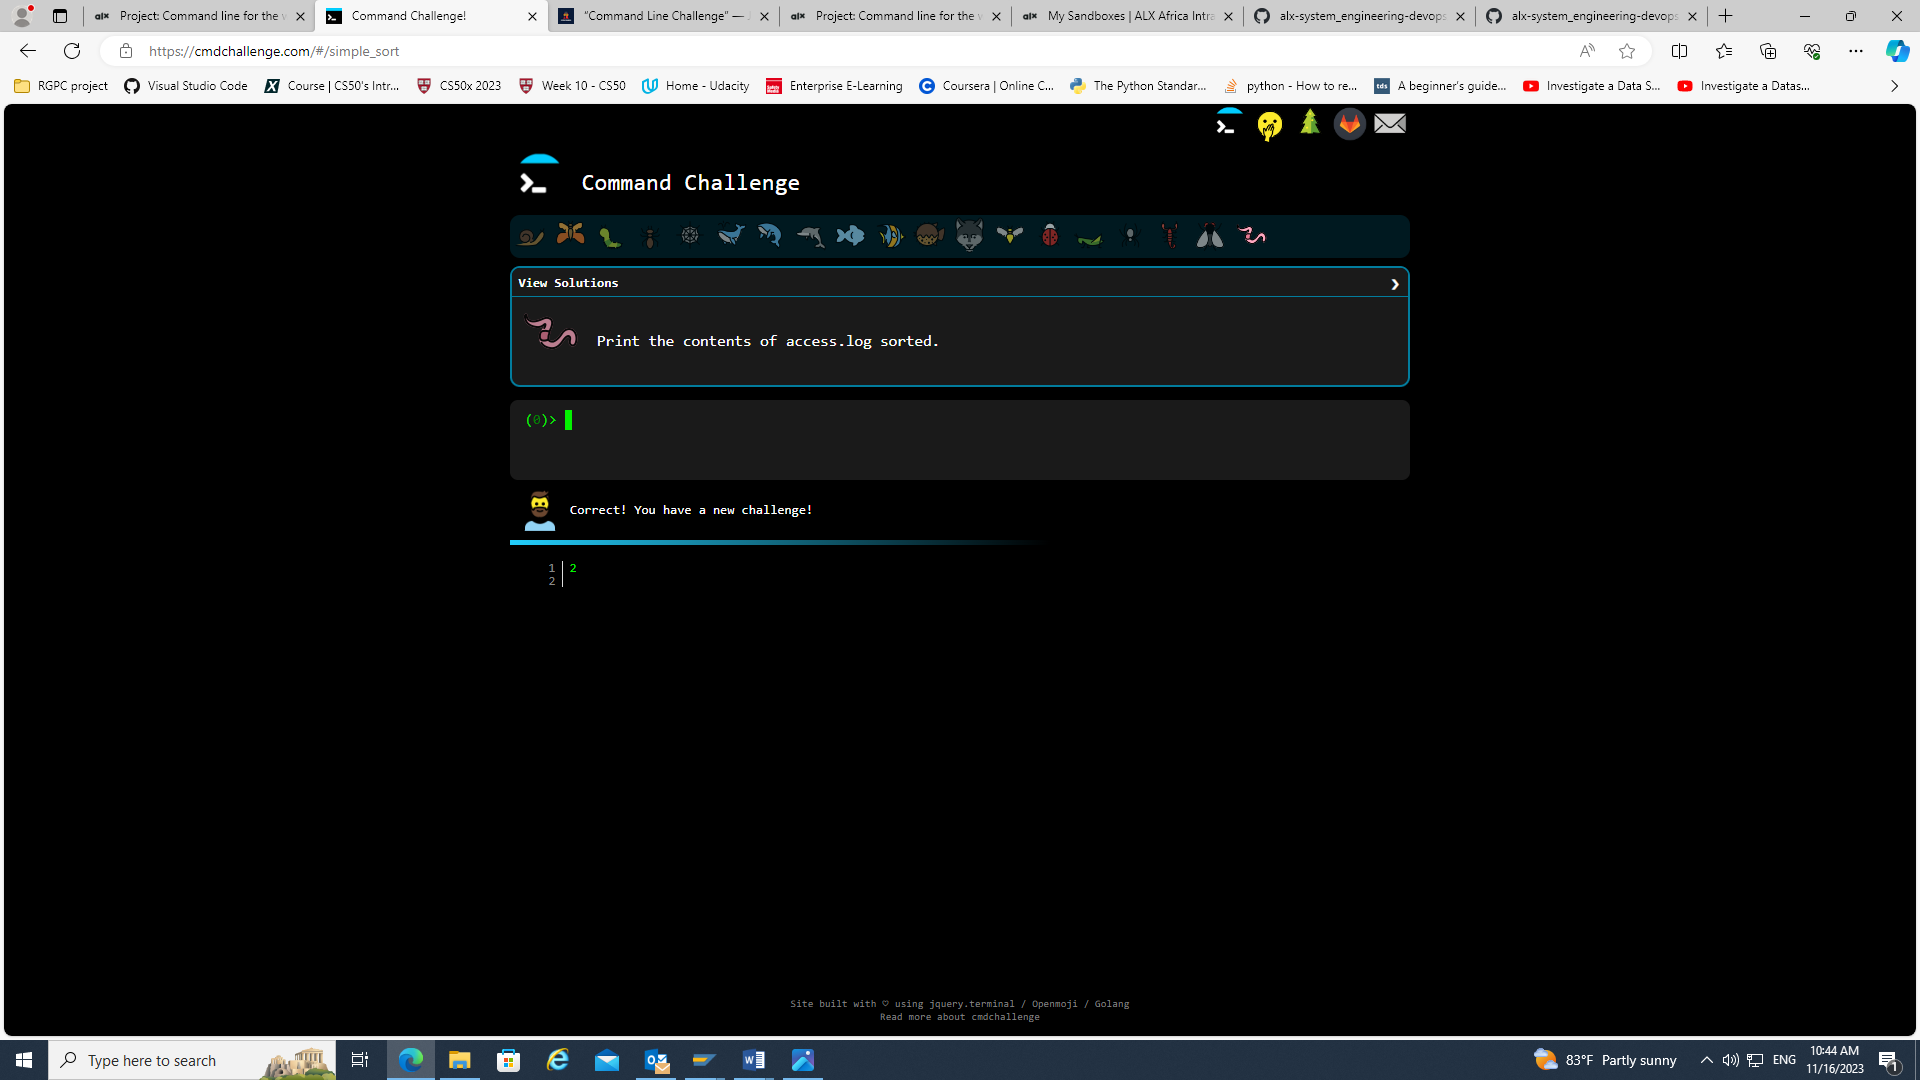 Project: Command line for the w
Command Challenge!
"Command Line Challenge" —
Project: Command line for the w
My Sandboxes | ALX Africa Intra
alx-system_engineering-devops
alx-system_engineering-devops
https://cmdchallenge.com/#/simple_sort
RGPC project
Visual Studio Code
Course | CS50's Intr...
CS50x 2023
Week 10 - CS50
Home - Udacity
Enterprise E-Learning
Coursera | Online C...
The Python Standar...
python - How to re...
A beginner's guide...
Investigate a Data S...
Investigate a Datas...
Command Challenge
View Solutions
Print the contents of access.log sorted.
(0)>
Correct! You have a new challenge!
1 2
2
Site built with ♡ using jquery.terminal / Openmoji / Golang
Read more about cmdchallenge
Type here to search
83°F Partly sunny
ENG
10:44 AM
11/16/2023
1